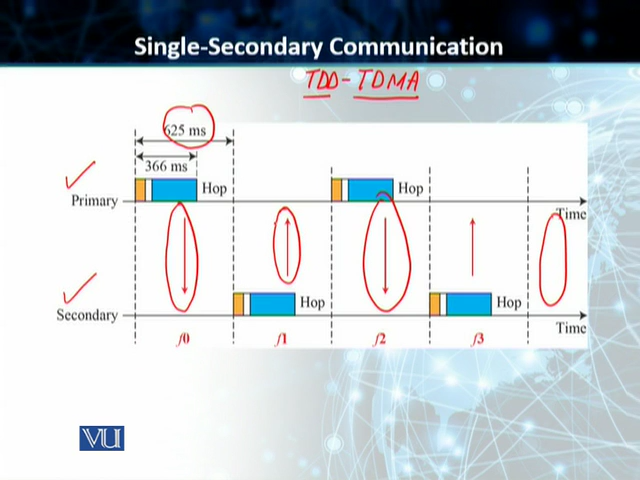 Single-Secondary Communication
TDD-TDMA
625 ms
366 ms
Hop
Hop
Primary
Time
Hop
Hop
Secondary
Time
f0
f1
f2
f3
VU